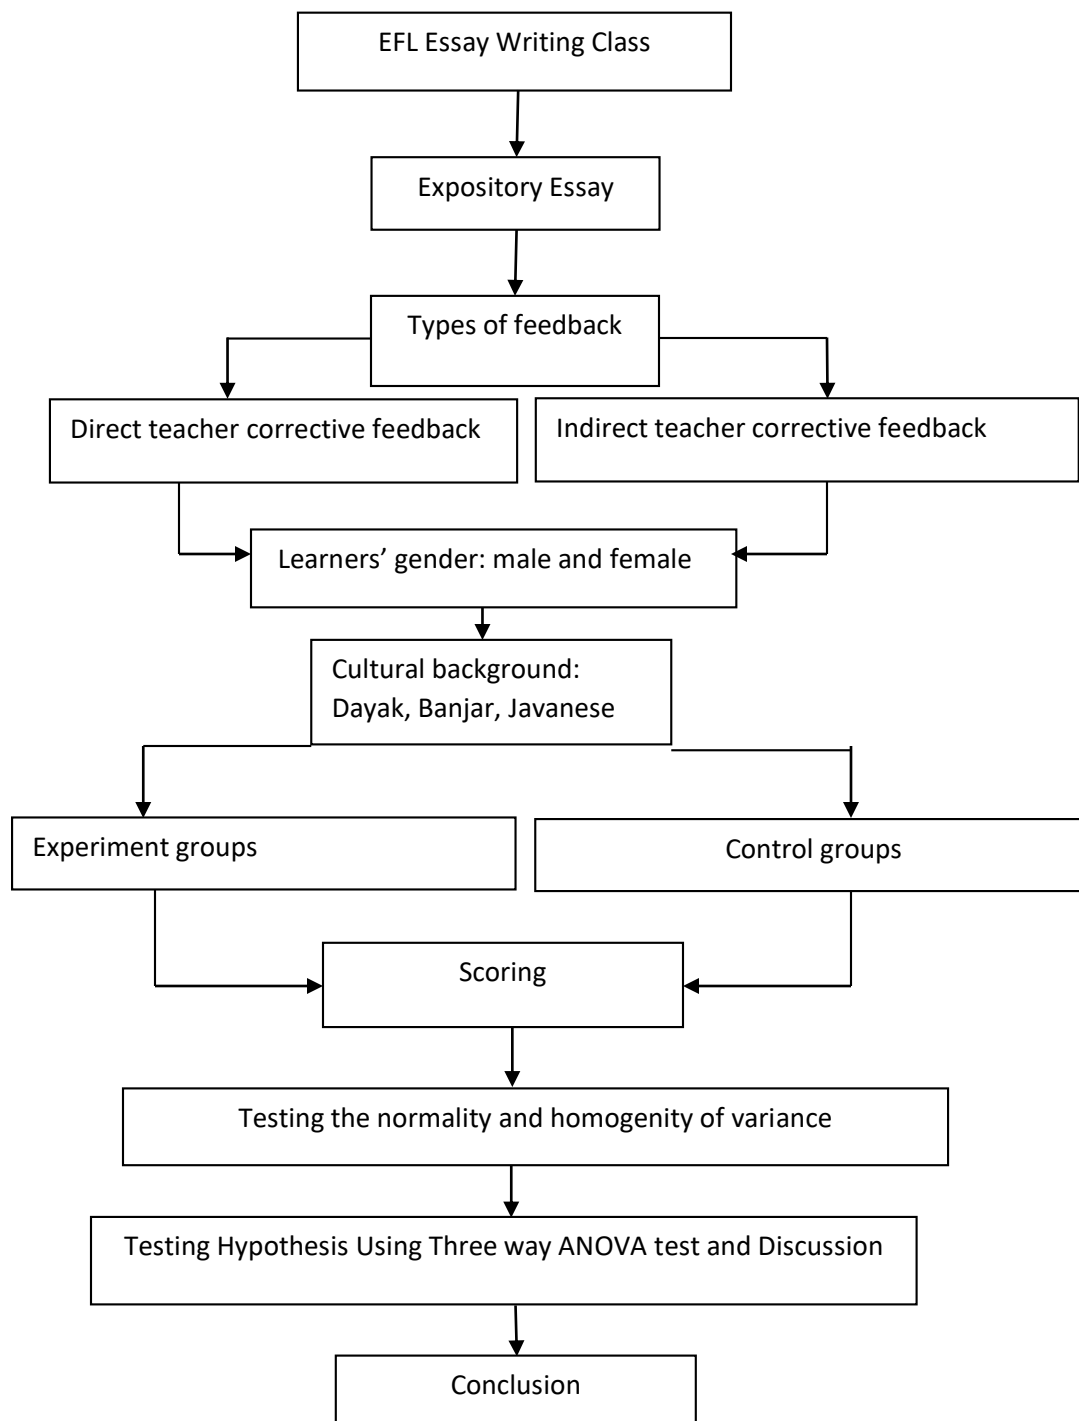 EFL Essay Writing Class
Expository Essay
Types of feedback
Direct teacher corrective feedback
Indirect teacher corrective feedback
Learners’ gender: male and female
Cultural background:
Dayak, Banjar, Javanese
Experiment groups
Control groups
Scoring
Testing the normality and homogenity of variance
Testing Hypothesis Using Three way ANOVA test and Discussion
Conclusion